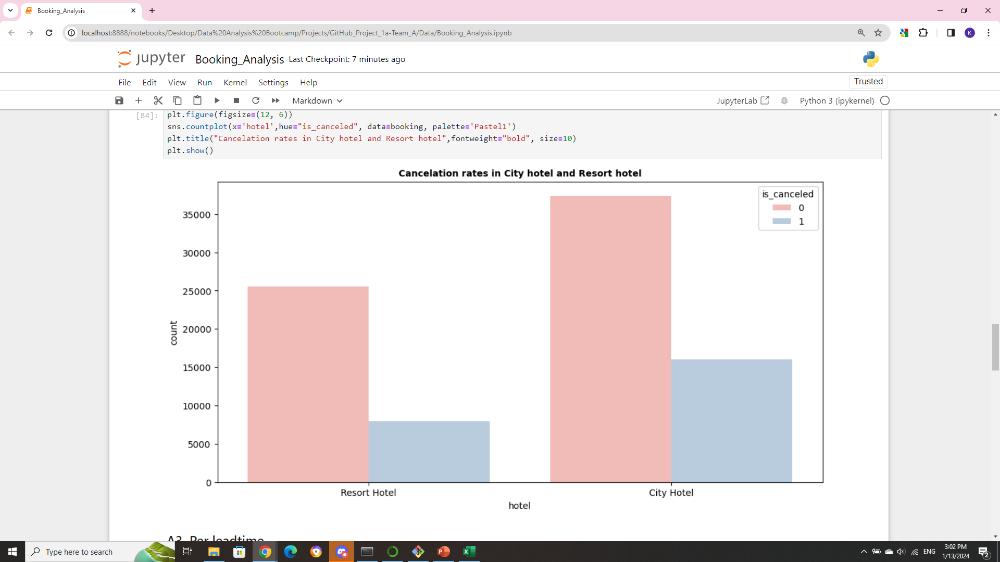 Booking_Analysis
localhost:8888/notebooks/Desktop/Data%20Analysis%20Bootcamp/Projects/GitHub_Project_1a-Team_A/Data/Booking_Analysis.ipynb
K
jupyter Booking_Analysis Last Checkpoint: 7 minutes ago
File Edit View Run Kernel Settings Help
Trusted
Markdown
JupyterLab
Python 3 (ipykernel)
[84]:
plt.figure(figsize=(12, 6))
sns.countplot(x='hotel',hue="is_canceled", data=booking, palette='Pastel1')
plt.title("Cancelation rates in City hotel and Resort hotel",fontweight="bold", size=10)
plt.show()
Cancelation rates in City hotel and Resort hotel
is_canceled
0
1
35000
30000
25000
20000
15000
10000
5000
0
count
Resort Hotel
City Hotel
hotel
A3. Per leadtime
Type here to search
ENG
3:02 PM
1/13/2024
2